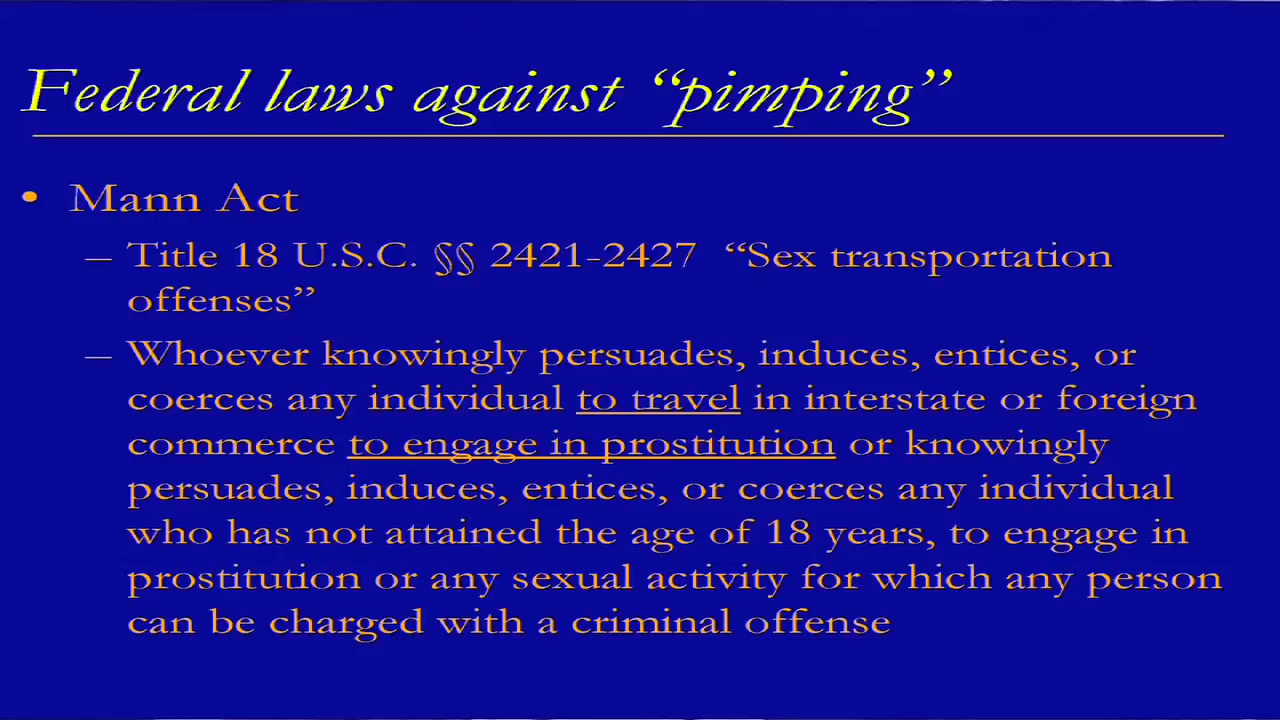 Federal laws against “pimping”
• Mann Act
– Title 18 U.S.C. §§ 2421-2427 “Sex transportation
offenses”
– Whoever knowingly persuades, induces, entices, or
coerces any individual to travel in interstate or foreign
commerce to engage in prostitution or knowingly
persuades, induces, entices, or coerces any individual
who has not attained the age of 18 years, to engage in
prostitution or any sexual activity for which any person
can be charged with a criminal offense